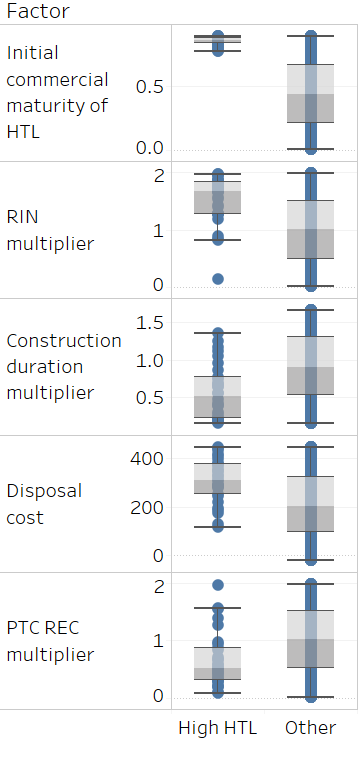 Factor
Initial
commercial
maturity of
HTL
0.5
0.0
RIN
multiplier
2
1
0
Construction
duration
multiplier
1.5
1.0
0.5
Disposal
cost
400
200
0
PTC REC
multiplier
2
1
0
High HTL
Other